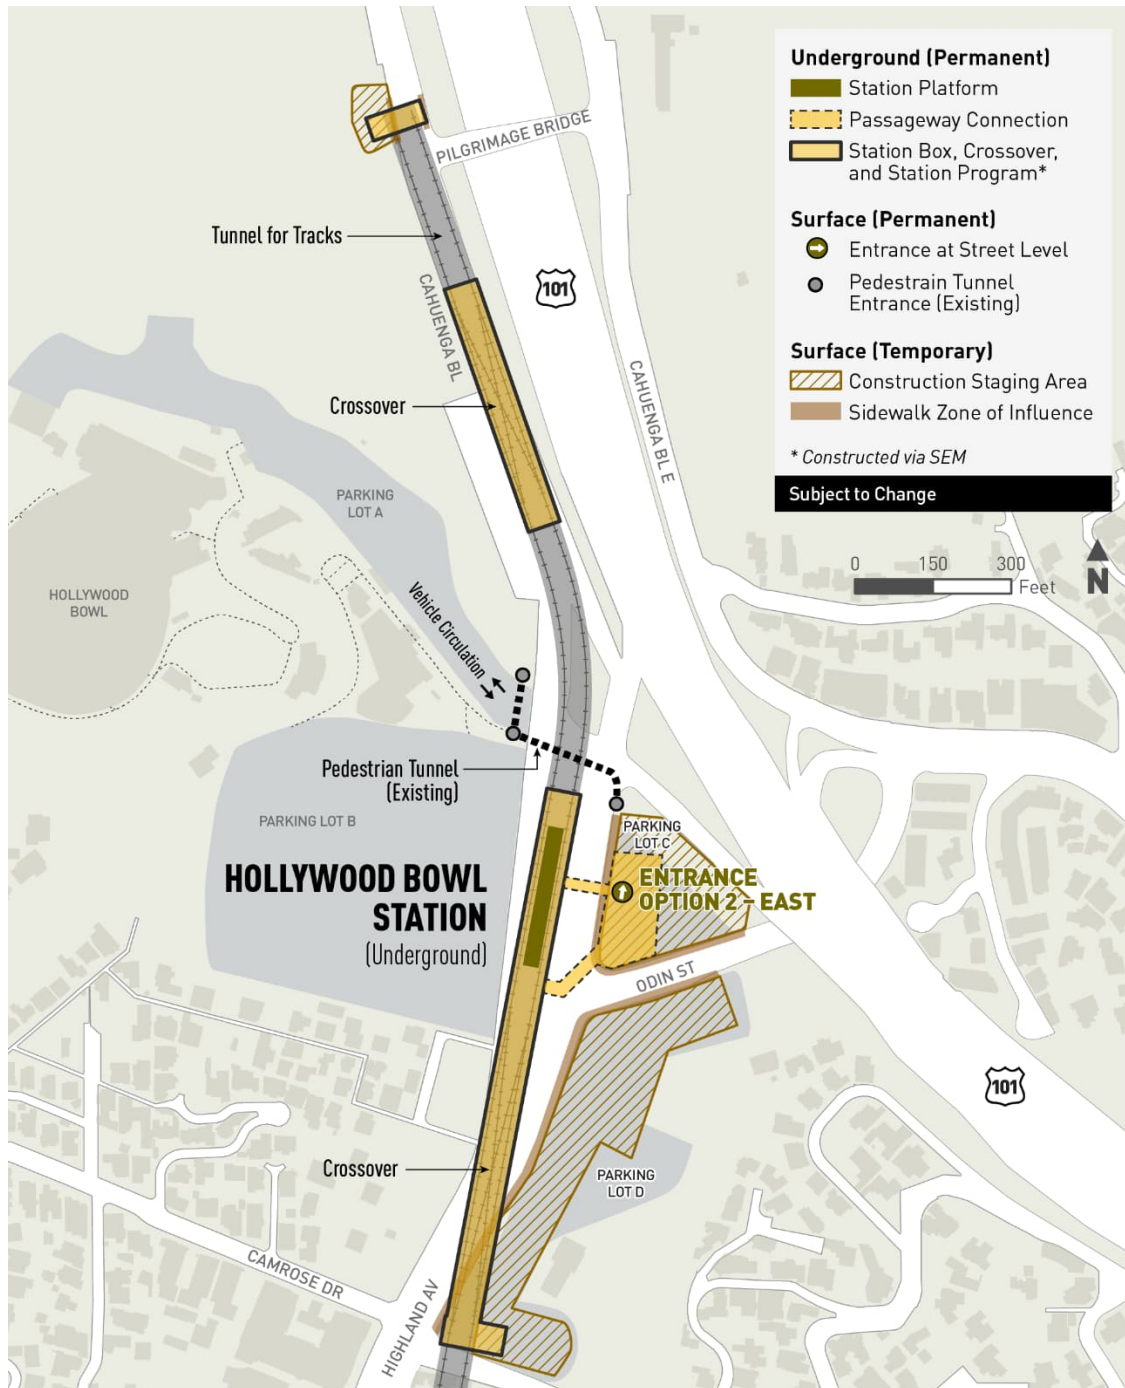 Underground (Permanent)
Station Platform
Passageway Connection
Station Box, Crossover,
and Station Program*
Surface (Permanent)
Entrance at Street Level
Pedestrain Tunnel
Entrance (Existing)
Surface (Temporary)
Construction Staging Area
Sidewalk Zone of Influence
* Constructed via SEM
Subject to Change
0 150 300
Feet
N
PILGRIMAGE BRIDGE
Tunnel for Tracks
101
CAHUENGA BL
CAHUENGA BL E
Crossover
PARKING
LOT A
HOLLYWOOD
BOWL
Vehicle Circulation
Pedestrian Tunnel
(Existing)
PARKING LOT B
PARKING
LOT C
HOLLYWOOD BOWL
STATION
(Underground)
ENTRANCE
OPTION 2 – EAST
ODIN ST
101
Crossover
PARKING
LOT D
CAMROSE DR
HIGHLAND AV